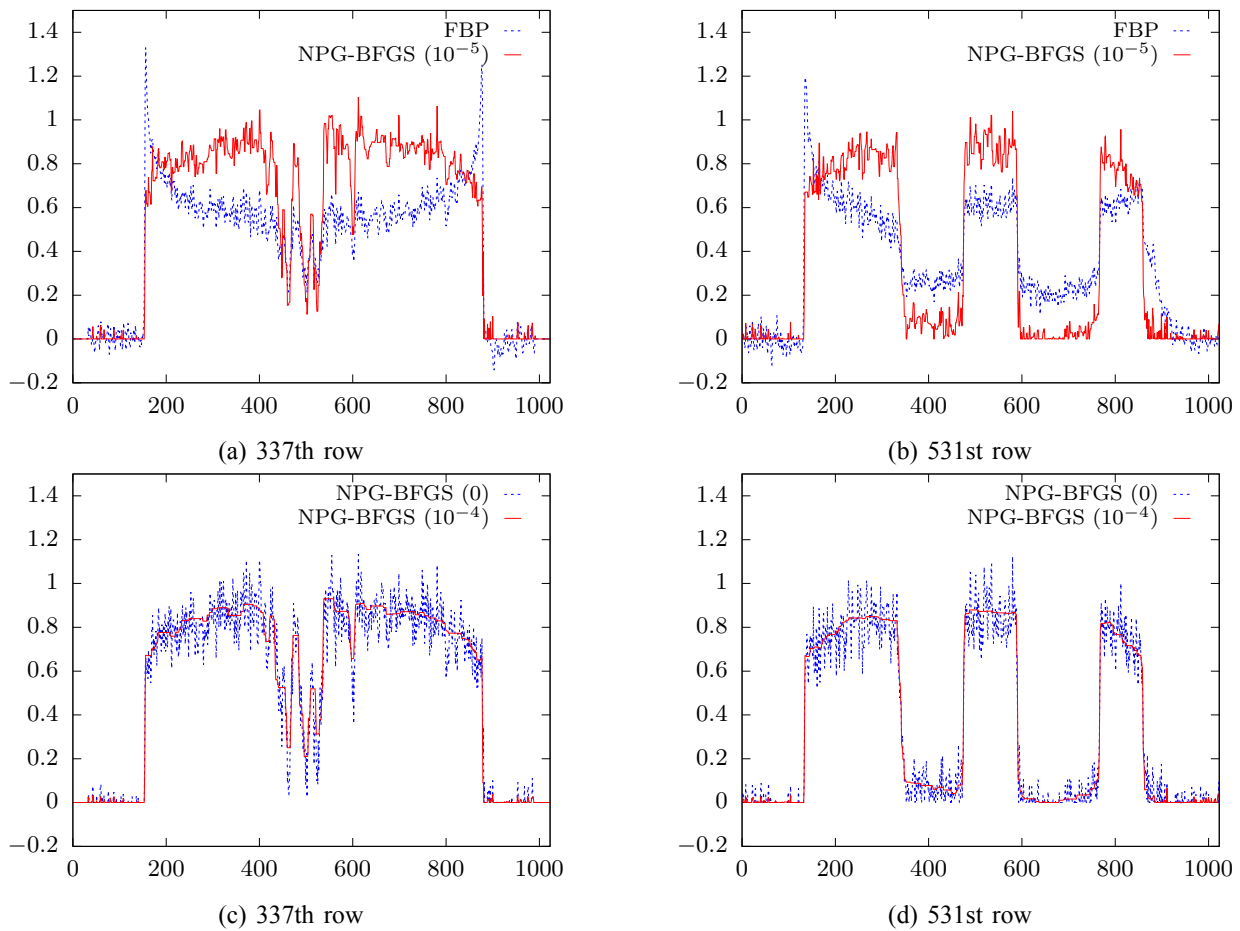 1.4
1.2
1
0.8
0.6
0.4
0.2
0
−0.2
0 200 400 600 800 1000
FBP
NPG-BFGS (10−5)
(a) 337th row
1.4
1.2
1
0.8
0.6
0.4
0.2
0
−0.2
0 200 400 600 800 1000
FBP
NPG-BFGS (10−5)
(b) 531st row
1.4
1.2
1
0.8
0.6
0.4
0.2
0
−0.2
0 200 400 600 800 1000
NPG-BFGS (0)
NPG-BFGS (10−4)
(c) 337th row
1.4
1.2
1
0.8
0.6
0.4
0.2
0
−0.2
0 200 400 600 800 1000
NPG-BFGS (0)
NPG-BFGS (10−4)
(d) 531st row